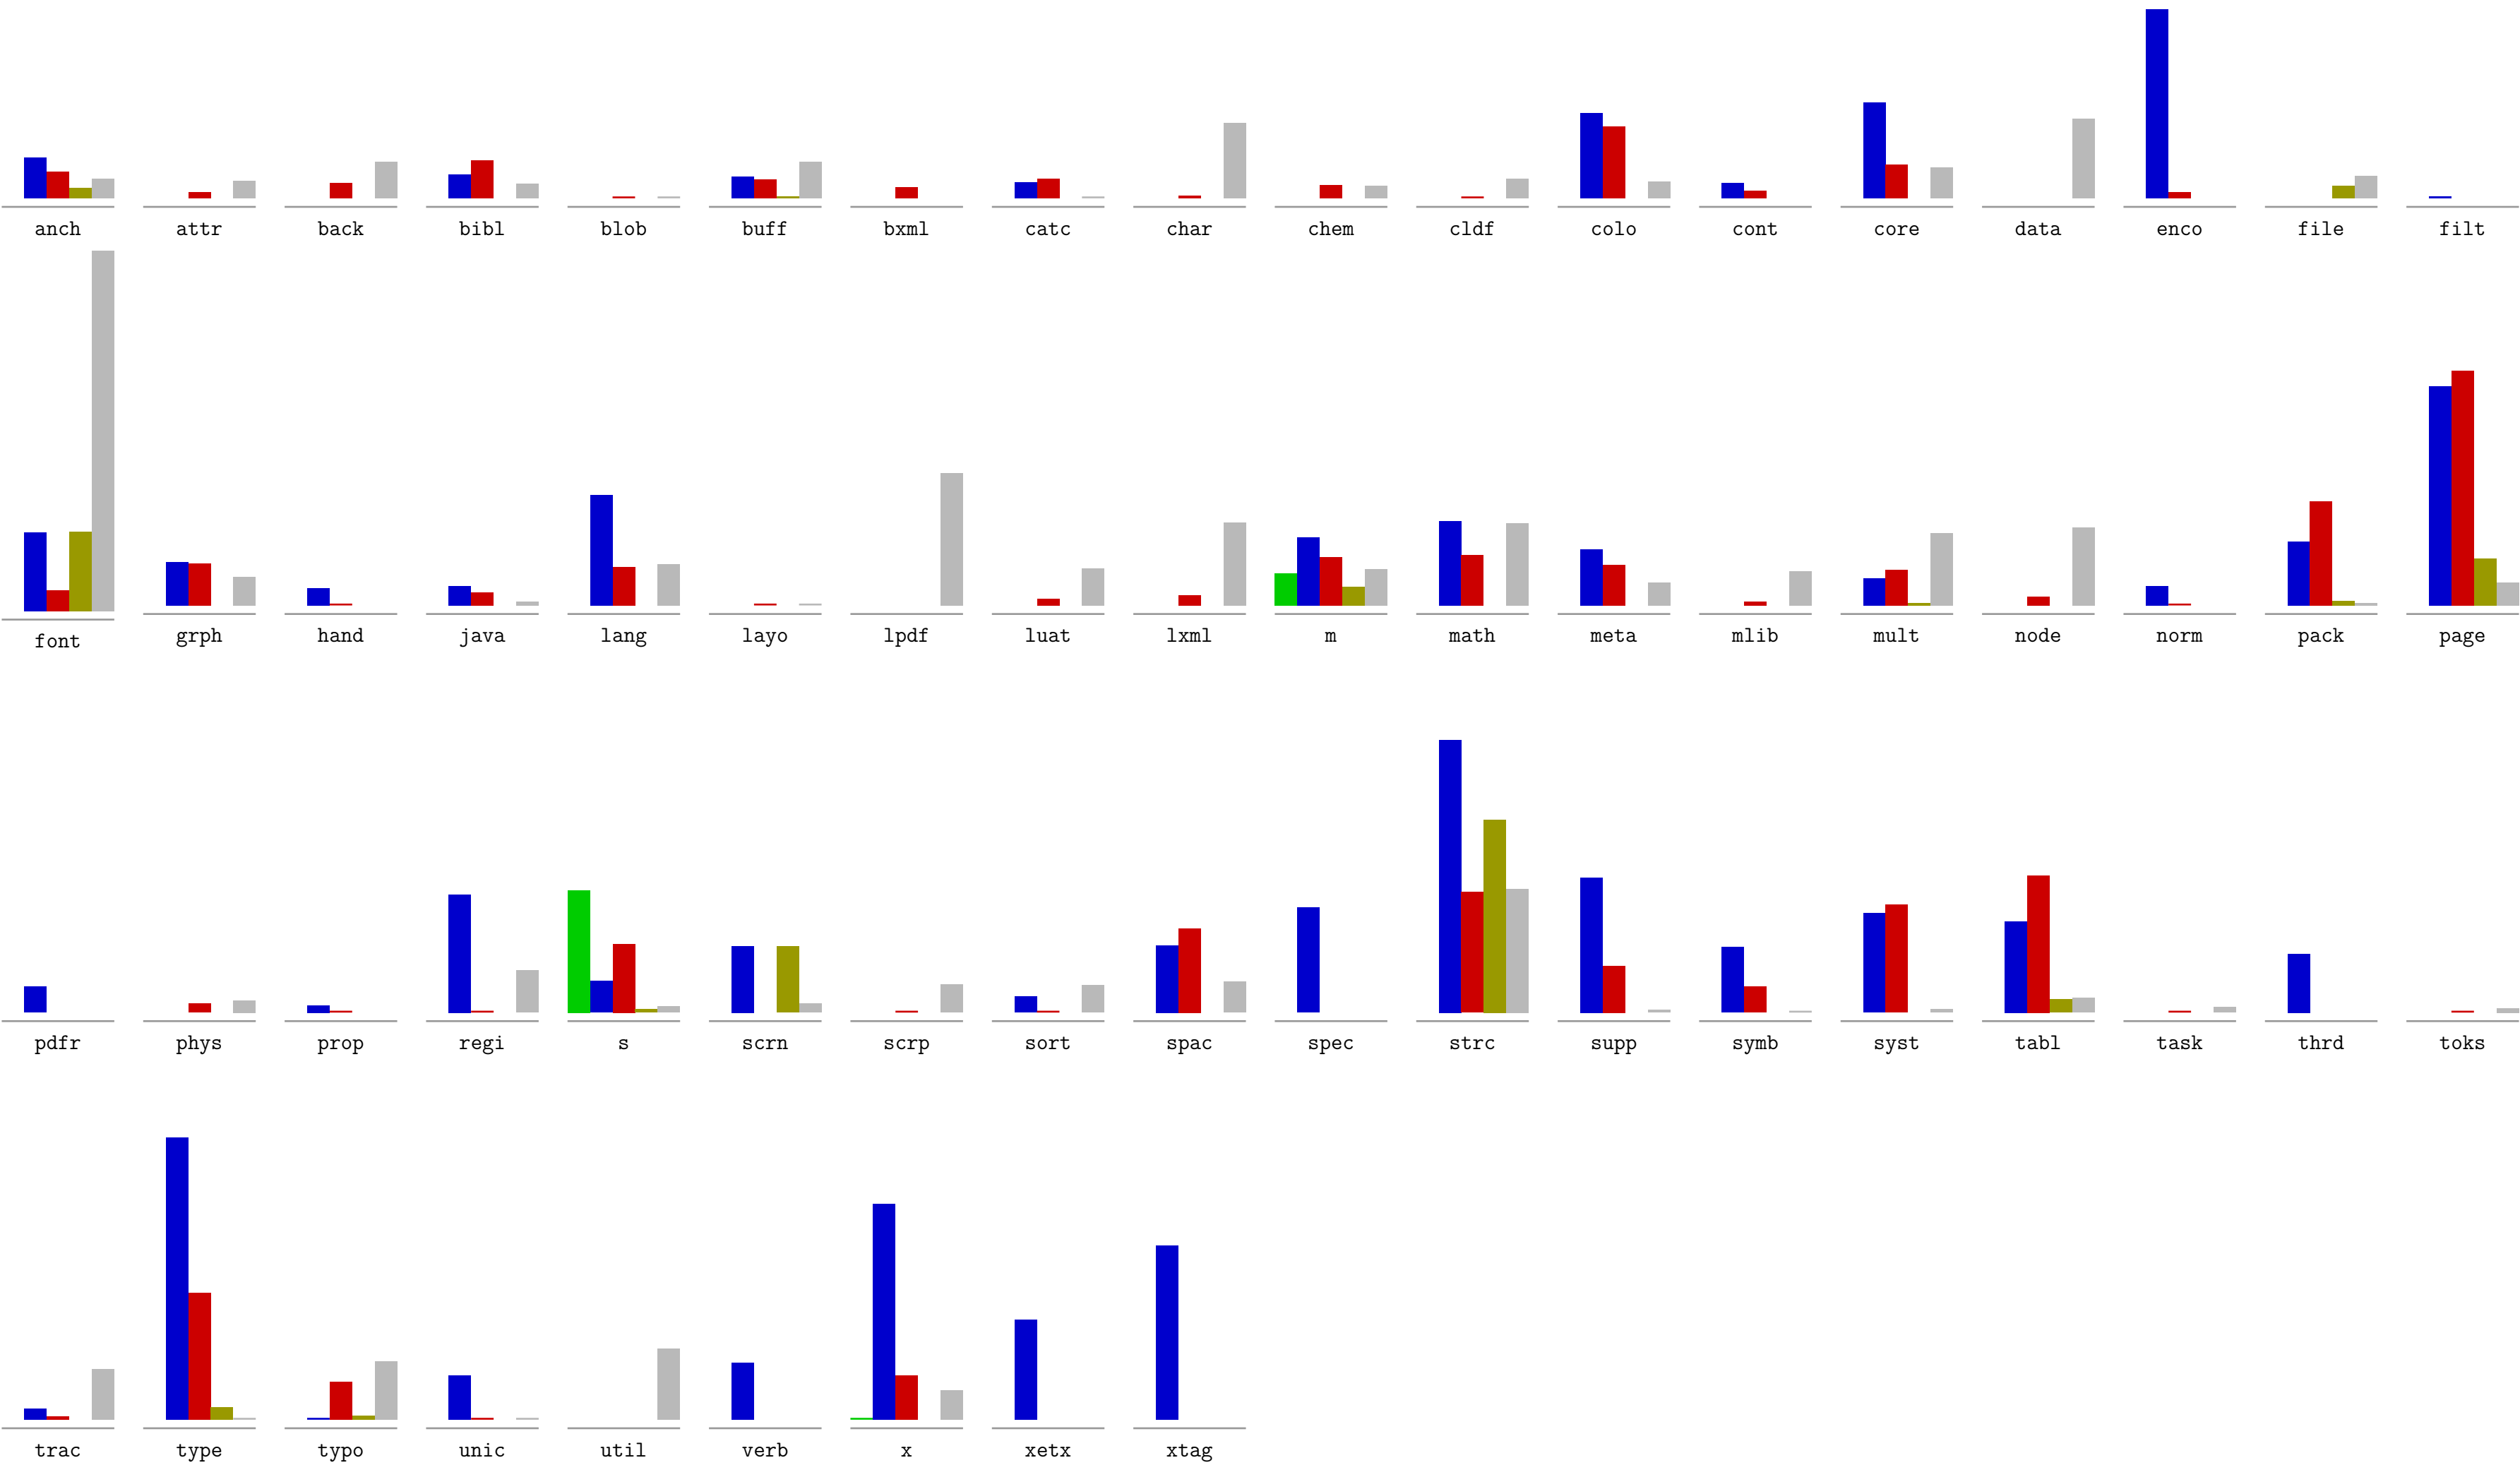 anch attr back bibl blob buff bxml catc char chem cldf colo cont core data enco file filt
font grph hand java lang layo lpdf luat lxml m math meta mlib mult node norm pack page
pdfr phys prop regi s scrn scrp sort spac spec strc supp symb syst tabl task thrd toks
trac type typo unic util verb x xetx xtag